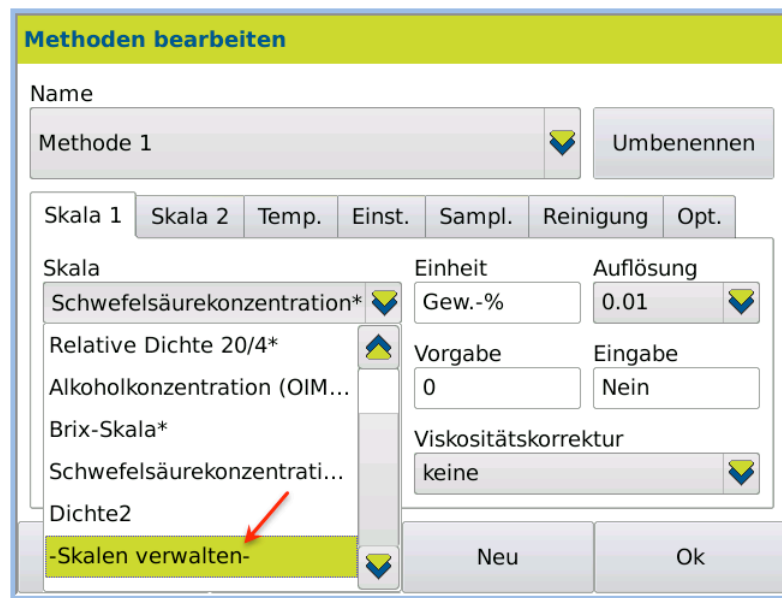 Methoden bearbeiten
Name
Methode 1
Umbenennen
Skala 1 Skala 2 Temp. Einst. Sampl. Reinigung Opt.
Skala Einheit Auflösung
Schwefelsäurekonzentration* Gew.-% 0.01
Relative Dichte 20/4*
Vorgabe Eingabe
Alkoholkonzentration (OIM... 0 Nein
Brix-Skala*
Viskositätskorrektur
Schwefelsäurekonzentrati... keine
Dichte2
-Skalen verwalten- Neu Ok